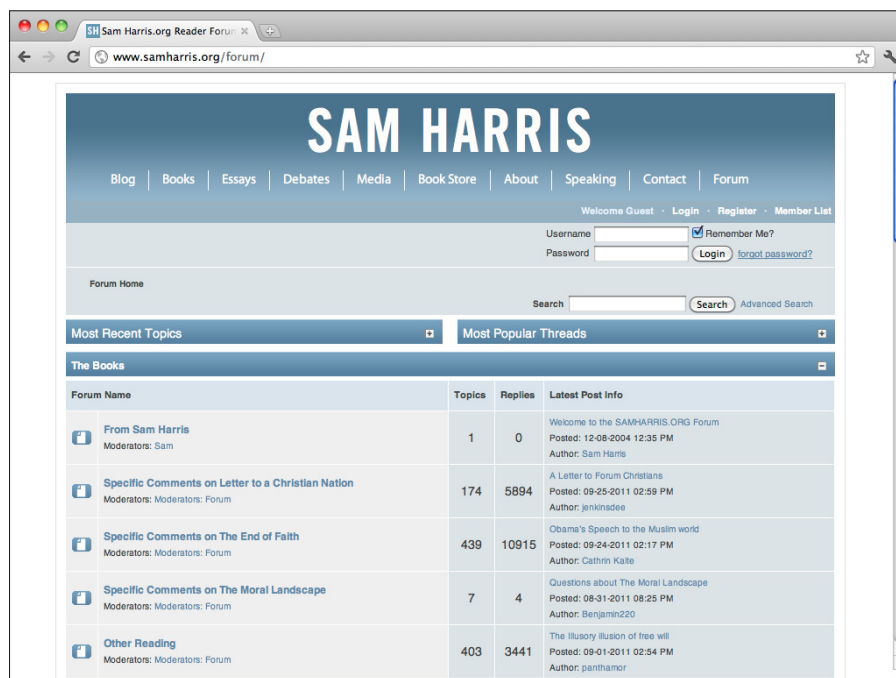 SH Sam Harris.org Reader Forun
www.samharris.org/forum/
SAM HARRIS
Blog Books Essays Debates Media Book Store About Speaking Contact Forum
Welcome Guest · Login · Register · Member List
Username Remember Me?
Password Login forgot password?
Forum Home
Search Search Advanced Search
Most Recent Topics Most Popular Threads
The Books
Forum Name Topics Replies Latest Post Info
From Sam Harris
Moderators: Sam
1 0
Welcome to the SAMHARRIS.ORG Forum
Posted: 12-08-2004 12:35 PM
Author: Sam Harris
Specific Comments on Letter to a Christian Nation
Moderators: Moderators: Forum
174 5894
A Letter to Forum Christians
Posted: 09-25-2011 02:59 PM
Author: jenkinsdee
Specific Comments on The End of Faith
Moderators: Moderators: Forum
439 10915
Obama's Speech to the Muslim world
Posted: 09-24-2011 02:17 PM
Author: Cathrin Kaite
Specific Comments on The Moral Landscape
Moderators: Moderators: Forum
7 4
Questions about The Moral Landscape
Posted: 08-31-2011 08:25 PM
Author: Benjamin220
Other Reading
Moderators: Moderators: Forum
403 3441
The Illusory illusion of free will
Posted: 09-01-2011 02:54 PM
Author: panthamor